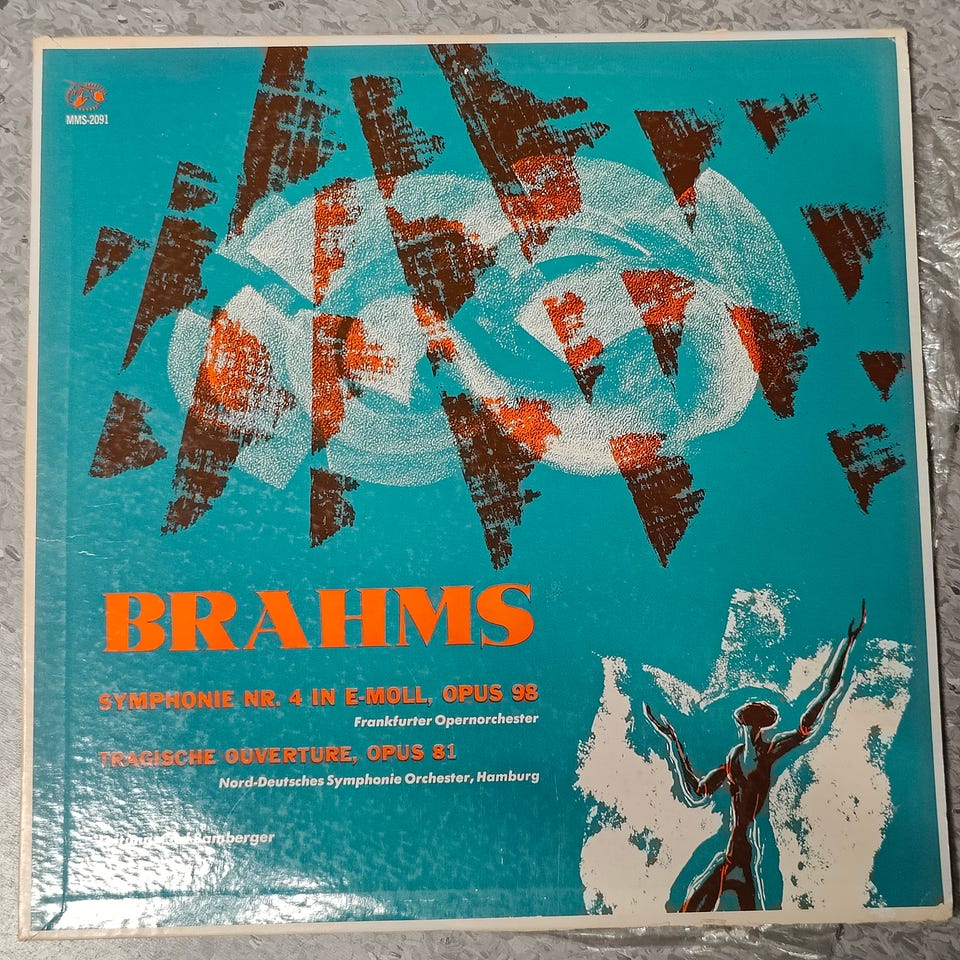 MMS-2091
BRAHMS
SYMPHONIE NR. 4 IN E-MOLL, OPUS 98
Frankfurter Opernorchester
TRAGISCHE OUVERTURE, OPUS 81
Nord-Deutsches Symphonie Orchester, Hamburg
Bamberger